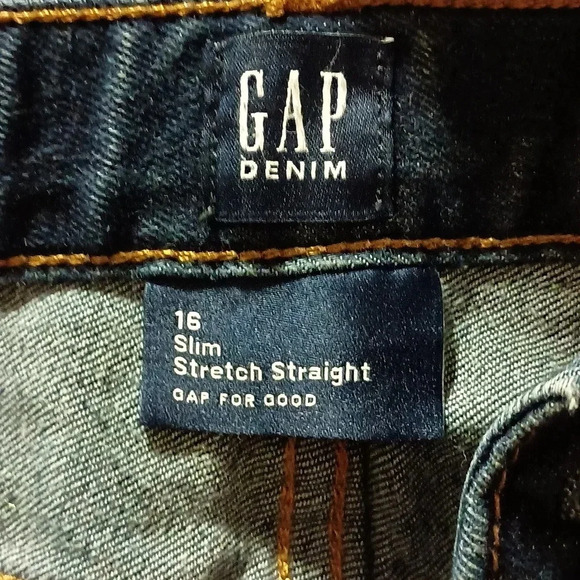 GAP
DENIM
16
Slim
Stretch Straight
GAP FOR GOOD